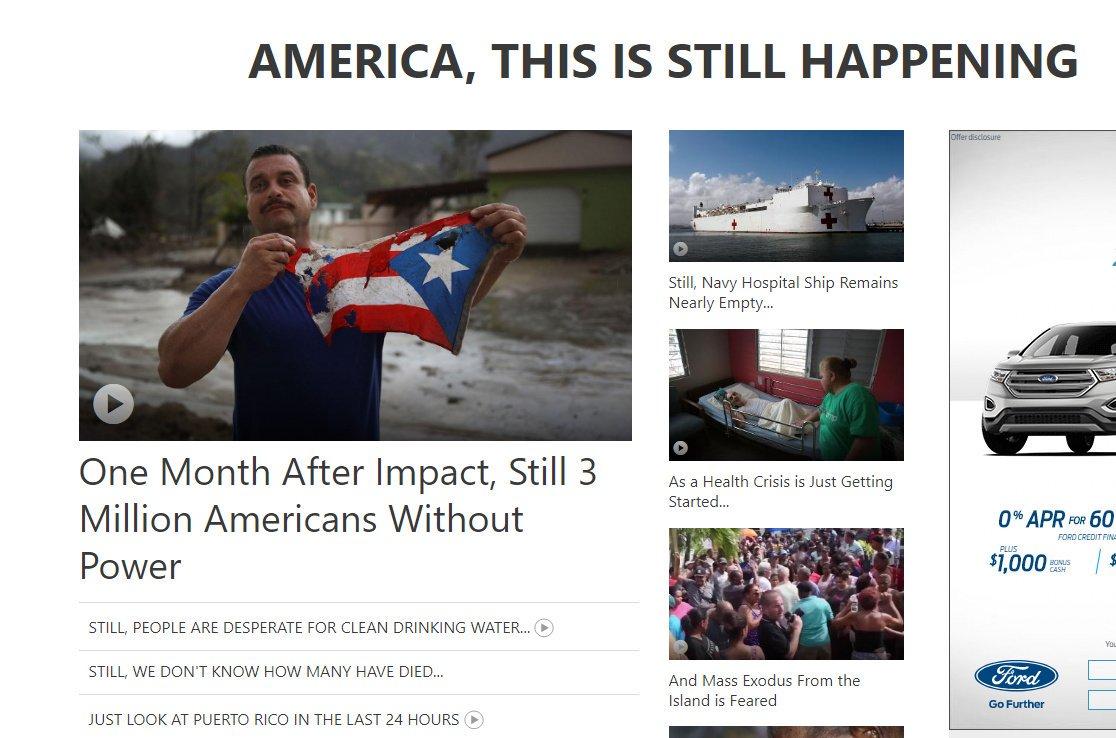 AMERICA, THIS IS STILL HAPPENING
One Month After Impact, Still 3
Million Americans Without
Power
STILL, PEOPLE ARE DESPERATE FOR CLEAN DRINKING WATER...
STILL, WE DON'T KNOW HOW MANY HAVE DIED...
JUST LOOK AT PUERTO RICO IN THE LAST 24 HOURS
Still, Navy Hospital Ship Remains
Nearly Empty...
As a Health Crisis is Just Getting
Started...
And Mass Exodus From the
Island is Feared
Offer disclosure
Ford
0% APR FOR 60
FORD CREDIT FINA
PLUS
$1,000 BONUS CASH
$
You
Ford
Go Further